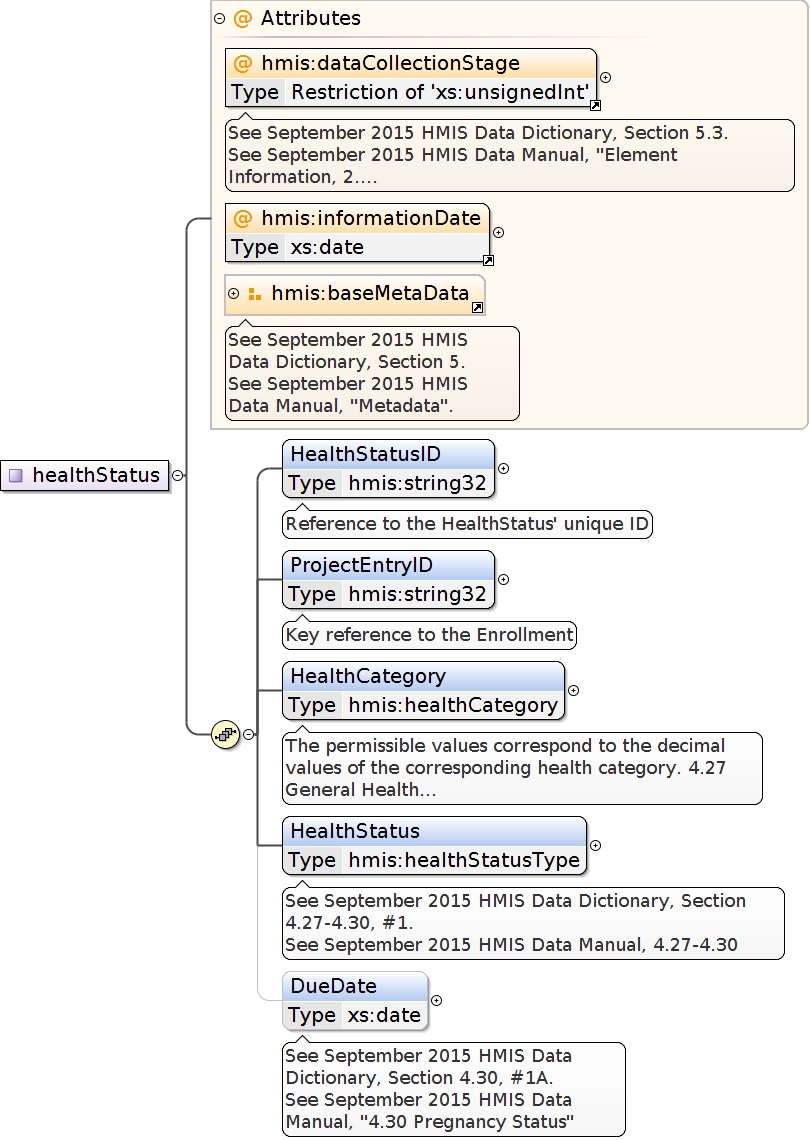 Attributes
hmis:dataCollectionStage
Type Restriction of 'xs:unsignedInt'
See September 2015 HMIS Data Dictionary, Section 5.3.
See September 2015 HMIS Data Manual, "Element
Information, 2....
hmis:informationDate
Type xs:date
hmis:baseMetaData
See September 2015 HMIS
Data Dictionary, Section 5.
See September 2015 HMIS
Data Manual, "Metadata".
healthStatus
HealthStatusID
Type hmis:string32
Reference to the HealthStatus' unique ID
ProjectEntryID
Type hmis:string32
Key reference to the Enrollment
HealthCategory
Type hmis:healthCategory
The permissible values correspond to the decimal
values of the corresponding health category. 4.27
General Health...
HealthStatus
Type hmis:healthStatusType
See September 2015 HMIS Data Dictionary, Section
4.27-4.30, #1.
See September 2015 HMIS Data Manual, 4.27-4.30
DueDate
Type xs:date
See September 2015 HMIS Data
Dictionary, Section 4.30, #1A.
See September 2015 HMIS Data
Manual, "4.30 Pregnancy Status"